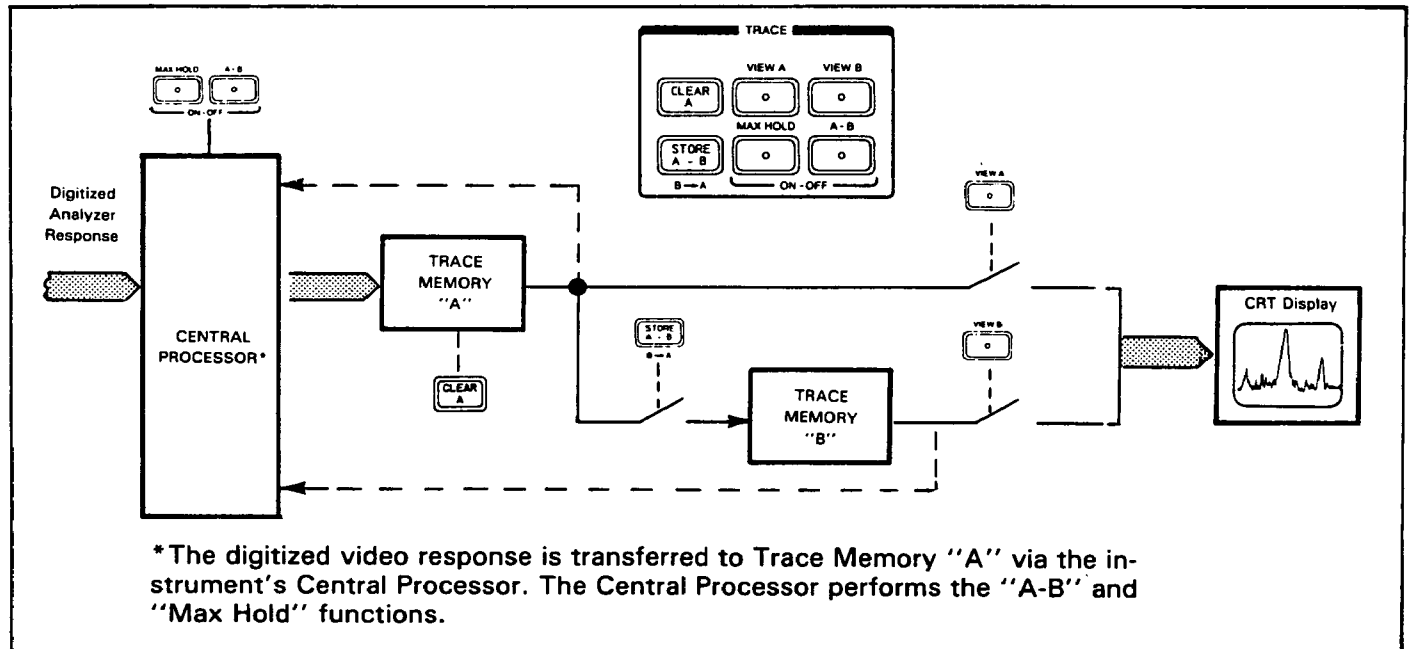 TRACE
VIEW A VIEW B
CLEAR
A
MAX HOLD A - B
STORE
A - B
B → A ON - OFF
MAX HOLD A - B
ON - OFF
Digitized
Analyzer
Response
CENTRAL
PROCESSOR*
TRACE
MEMORY
"A"
CLEAR
A
STORE
A - B
B → A
TRACE
MEMORY
"B"
VIEW A
VIEW B
CRT Display
*The digitized video response is transferred to Trace Memory "A" via the in-
strument's Central Processor. The Central Processor performs the "A-B" and
"Max Hold" functions.